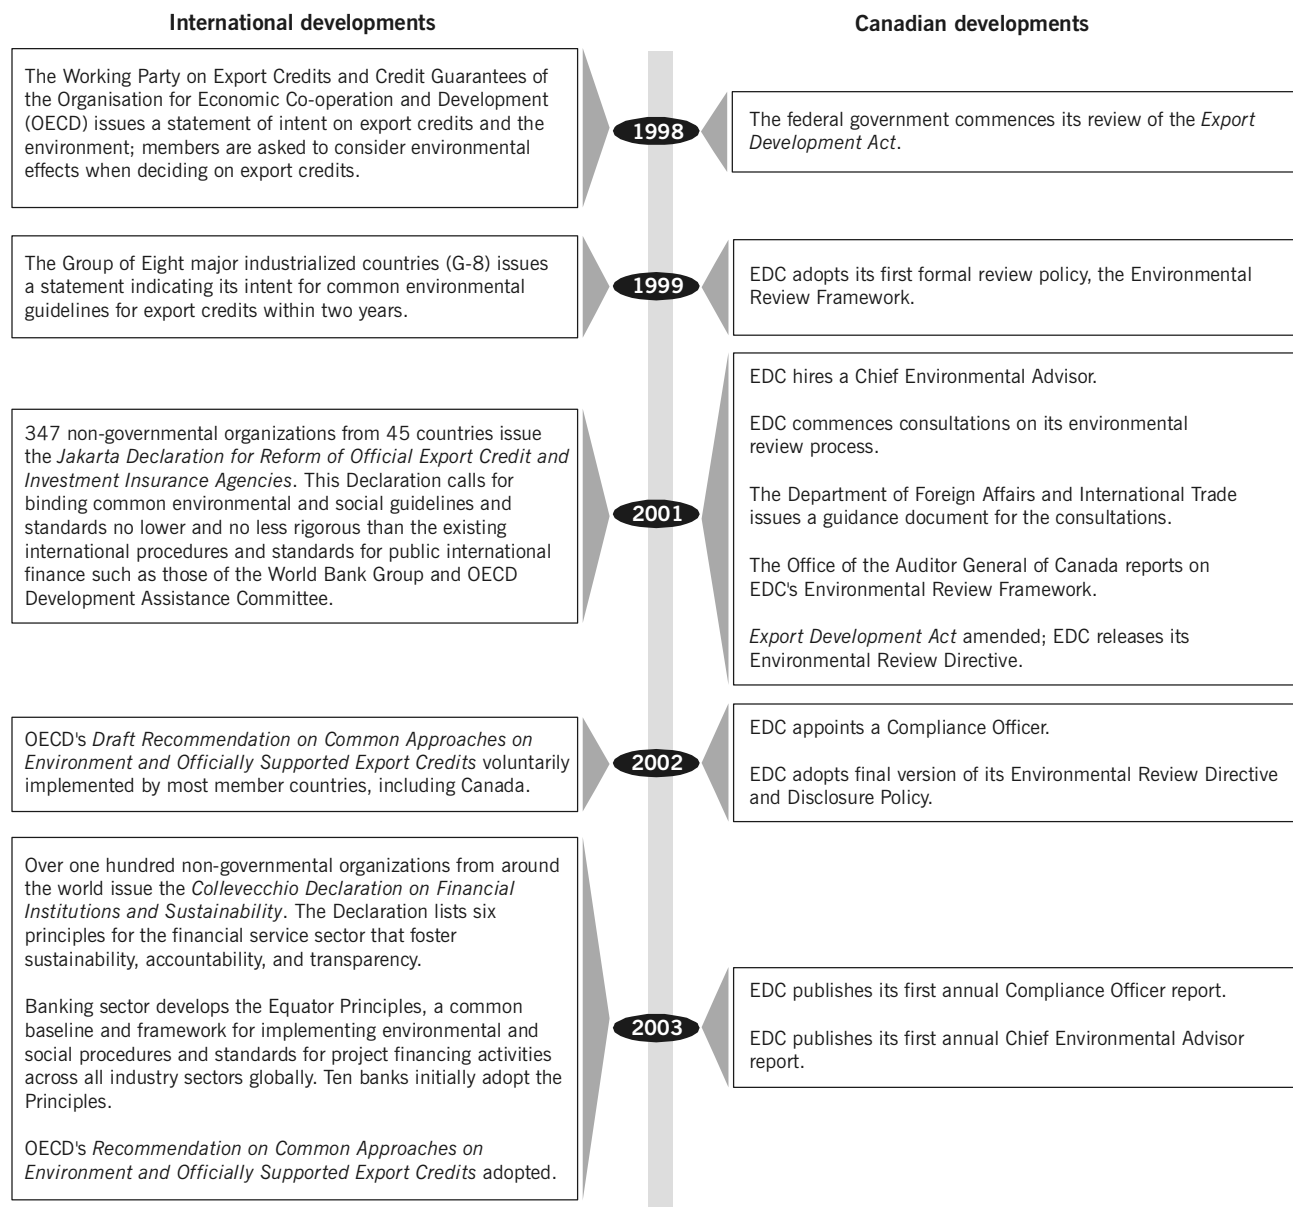 International developments
Canadian developments
The Working Party on Export Credits and Credit Guarantees of
the Organisation for Economic Co-operation and Development
(OECD) issues a statement of intent on export credits and the
environment; members are asked to consider environmental
effects when deciding on export credits.
1998
The federal government commences its review of the Export
Development Act.
The Group of Eight major industrialized countries (G-8) issues
a statement indicating its intent for common environmental
guidelines for export credits within two years.
1999
EDC adopts its first formal review policy, the Environmental
Review Framework.
347 non-governmental organizations from 45 countries issue
the Jakarta Declaration for Reform of Official Export Credit and
Investment Insurance Agencies. This Declaration calls for
binding common environmental and social guidelines and
standards no lower and no less rigorous than the existing
international procedures and standards for public international
finance such as those of the World Bank Group and OECD
Development Assistance Committee.
2001
EDC hires a Chief Environmental Advisor.
EDC commences consultations on its environmental
review process.
The Department of Foreign Affairs and International Trade
issues a guidance document for the consultations.
The Office of the Auditor General of Canada reports on
EDC's Environmental Review Framework.
Export Development Act amended; EDC releases its
Environmental Review Directive.
OECD's Draft Recommendation on Common Approaches on
Environment and Officially Supported Export Credits voluntarily
implemented by most member countries, including Canada.
2002
EDC appoints a Compliance Officer.
EDC adopts final version of its Environmental Review Directive
and Disclosure Policy.
Over one hundred non-governmental organizations from around
the world issue the Collevecchio Declaration on Financial
Institutions and Sustainability. The Declaration lists six
principles for the financial service sector that foster
sustainability, accountability, and transparency.
Banking sector develops the Equator Principles, a common
baseline and framework for implementing environmental and
social procedures and standards for project financing activities
across all industry sectors globally. Ten banks initially adopt the
Principles.
OECD's Recommendation on Common Approaches on
Environment and Officially Supported Export Credits adopted.
2003
EDC publishes its first annual Compliance Officer report.
EDC publishes its first annual Chief Environmental Advisor
report.